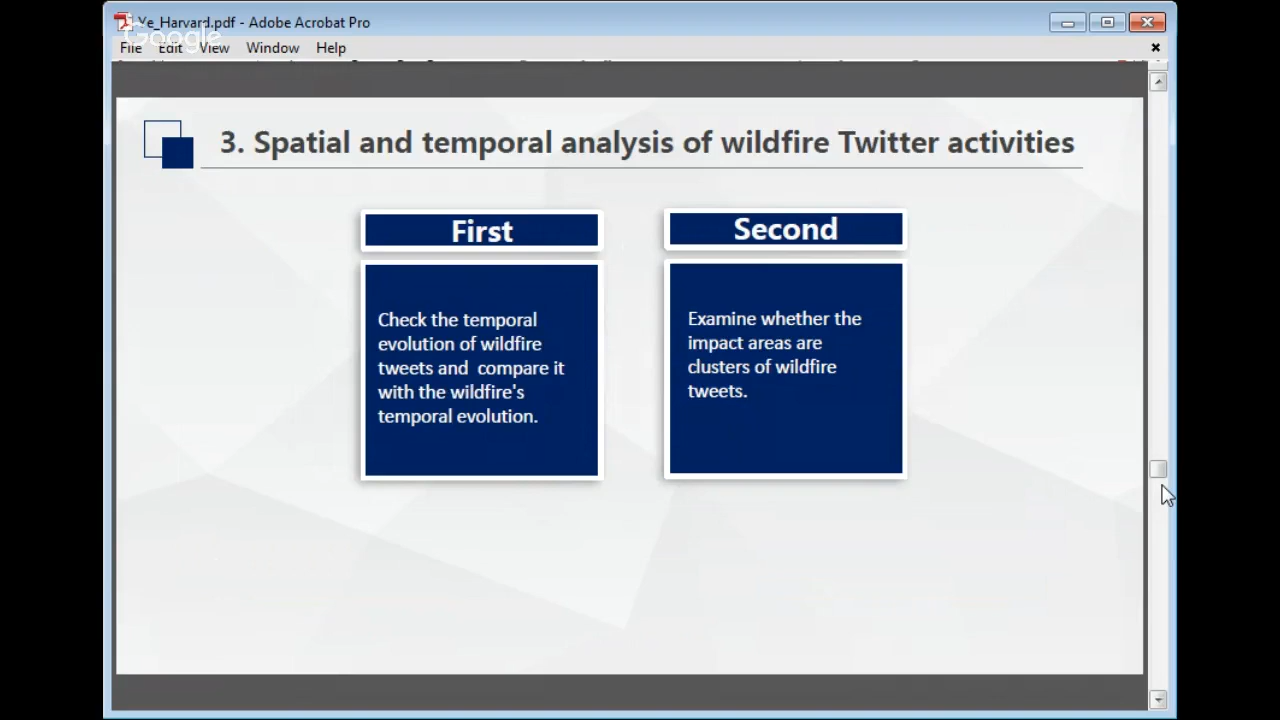 Ye_Harvard.pdf - Adobe Acrobat Pro
Google
File Edit View Window Help
3. Spatial and temporal analysis of wildfire Twitter activities
First
Check the temporal
evolution of wildfire
tweets and compare it
with the wildfire's
temporal evolution.
Second
Examine whether the
impact areas are
clusters of wildfire
tweets.